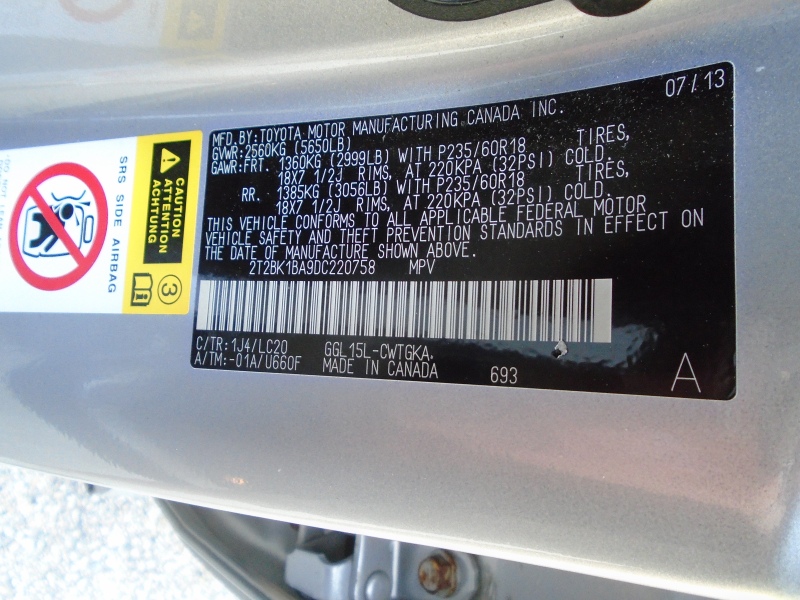 07/13
MFD. BY: TOYOTA MOTOR MANUFACTURING CANADA INC.
GVWR: 2560KG (5650LB)
GAWR: FRT. 1360KG (2999LB) WITH P235/60R18 TIRES,
18X7 1/2J RIMS, AT 220KPA (32PSI) COLD.
RR. 1385KG (3056LB) WITH P235/60R18 TIRES,
18X7 1/2J RIMS, AT 220KPA (32PSI) COLD.
THIS VEHICLE CONFORMS TO ALL APPLICABLE FEDERAL MOTOR
VEHICLE SAFETY AND THEFT PREVENTION STANDARDS IN EFFECT ON
THE DATE OF MANUFACTURE SHOWN ABOVE.
2T2BK1BA9DC220758 MPV
C/TR: 1J4/LC20 GGL15L-CWTGKA
A/TM: -01A/U660F MADE IN CANADA 693
A
CAUTION
ATTENTION
ACHTUNG
3
SRS SIDE AIRBAG